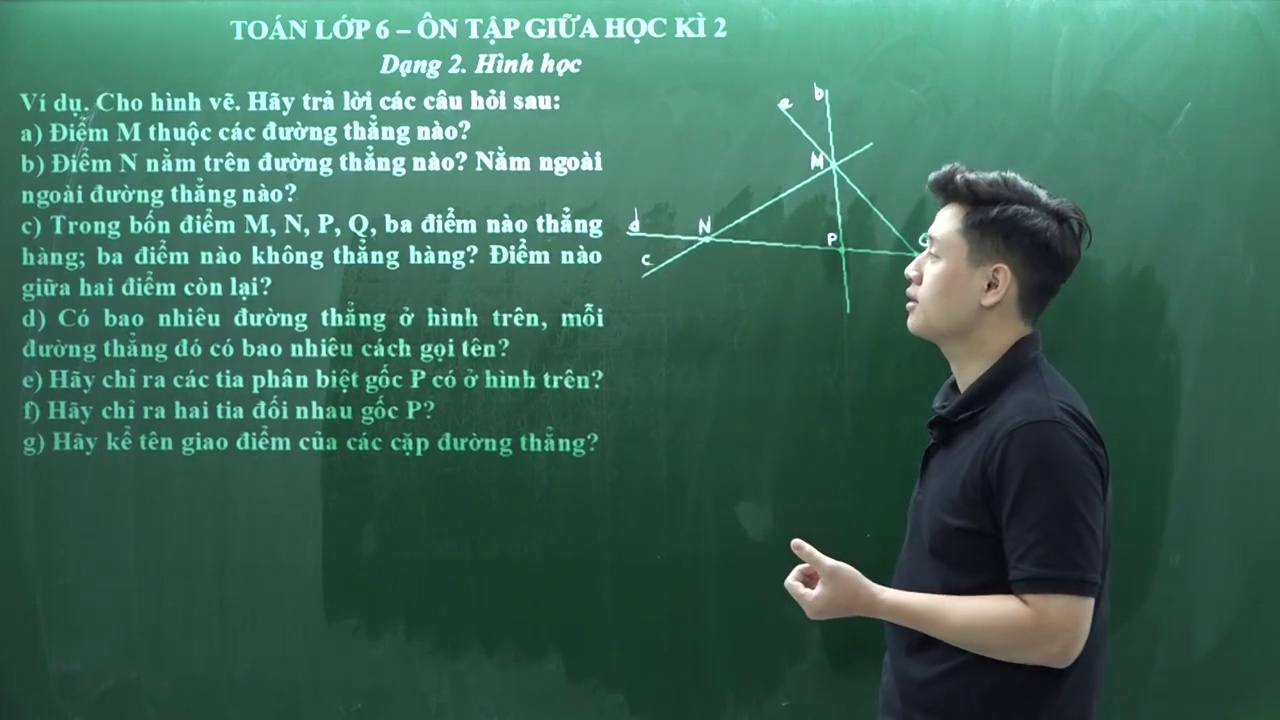 TOÁN LỚP 6 – ÔN TẬP GIỮA HỌC KÌ 2
Dạng 2. Hình học
Ví dụ. Cho hình vẽ. Hãy trả lời các câu hỏi sau:
a) Điểm M thuộc các đường thẳng nào?
b) Điểm N nằm trên đường thẳng nào? Nằm ngoài
ngoài đường thẳng nào?
c) Trong bốn điểm M, N, P, Q, ba điểm nào thẳng
hàng; ba điểm nào không thẳng hàng? Điểm nào
giữa hai điểm còn lại?
d) Có bao nhiêu đường thẳng ở hình trên, mỗi
đường thẳng đó có bao nhiêu cách gọi tên?
e) Hãy chỉ ra các tia phân biệt gốc P có ở hình trên?
f) Hãy chỉ ra hai tia đối nhau gốc P?
g) Hãy kể tên giao điểm của các cặp đường thẳng?
a
b
M
d
N
P
c